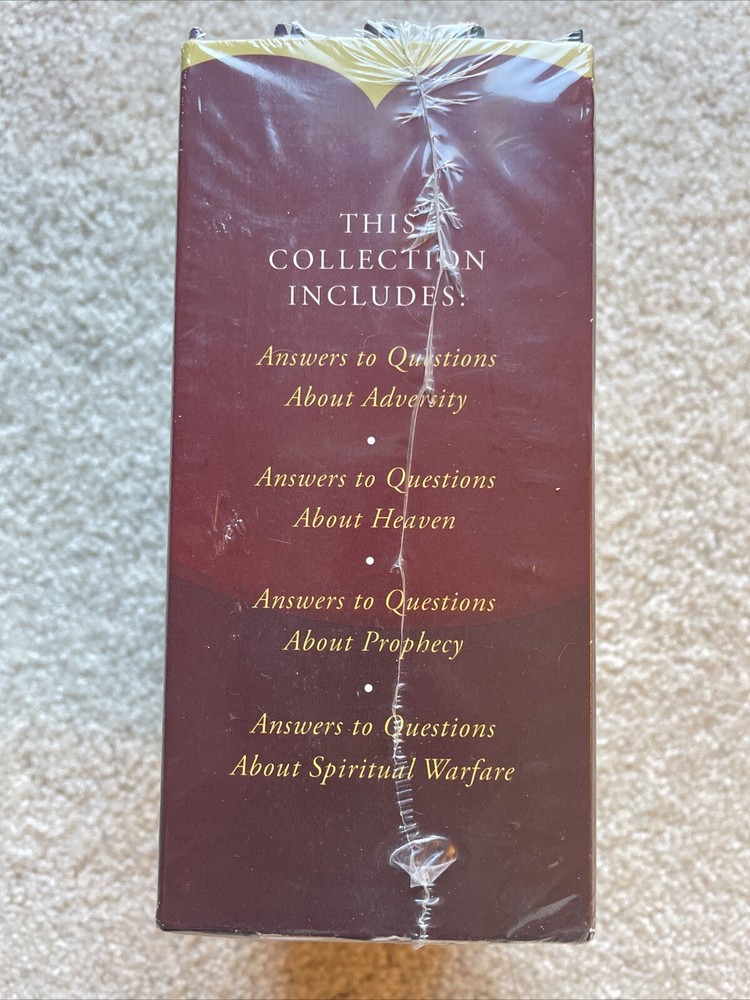 THIS
COLLECTION
INCLUDES:
Answers to Questions
About Adversity
•
Answers to Questions
About Heaven
•
Answers to Questions
About Prophecy
•
Answers to Questions
About Spiritual Warfare